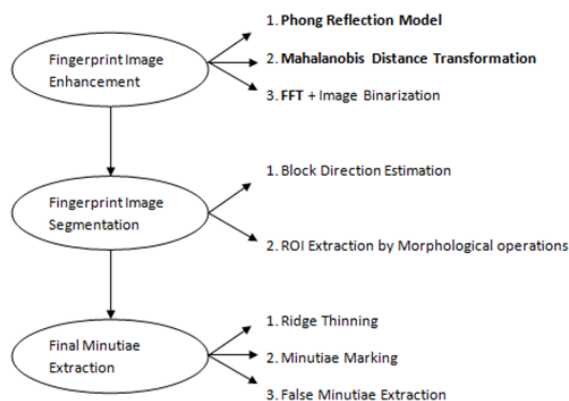 Fingerprint Image
Enhancement
1. Phong Reflection Model
2. Mahalanobis Distance Transformation
3. FFT + Image Binarization
Fingerprint Image
Segmentation
1. Block Direction Estimation
2. ROI Extraction by Morphological operations
Final Minutiae
Extraction
1. Ridge Thinning
2. Minutiae Marking
3. False Minutiae Extraction